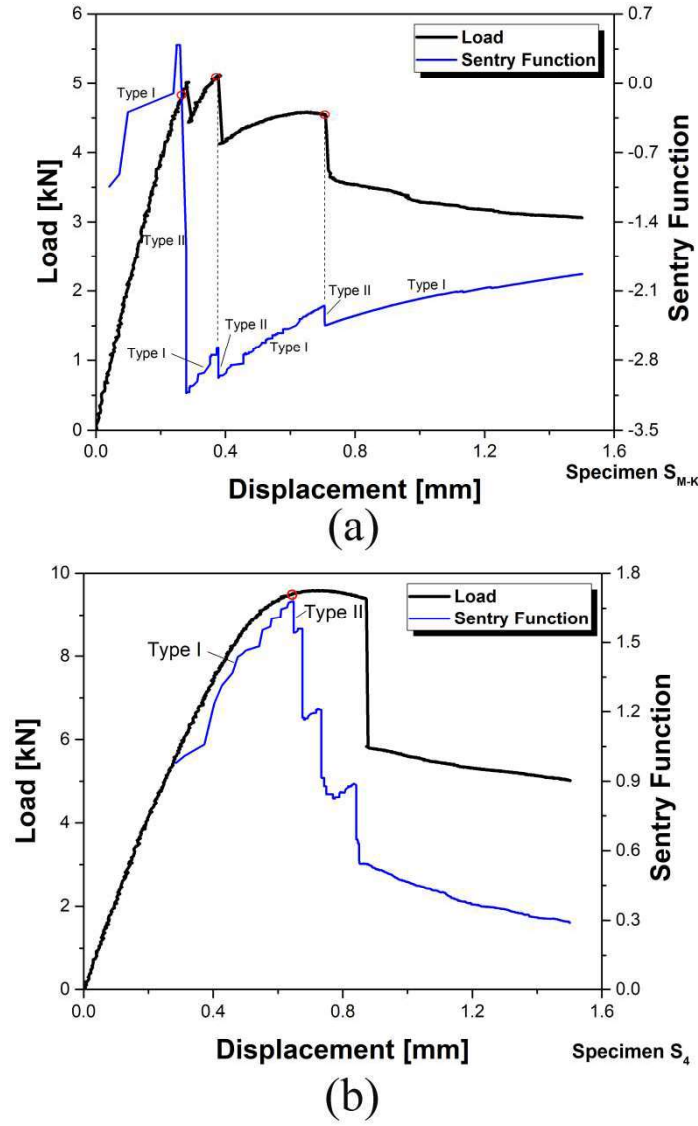 6
5
4
3
2
1
0
Load [kN]
0.7
0.0
-0.7
-1.4
-2.1
-2.8
-3.5
Sentry Function
Load
Sentry Function
Type I
Type II
Type I
Type II
Type I
Type II
Type I
0.0
0.4
0.8
1.2
1.6
Displacement [mm]
Specimen S_M-K
(a)
10
8
6
4
2
0
Load [kN]
1.8
1.5
1.2
0.9
0.6
0.3
0.0
Sentry Function
Load
Sentry Function
Type I
Type II
0.0
0.4
0.8
1.2
1.6
Displacement [mm]
Specimen S_4
(b)